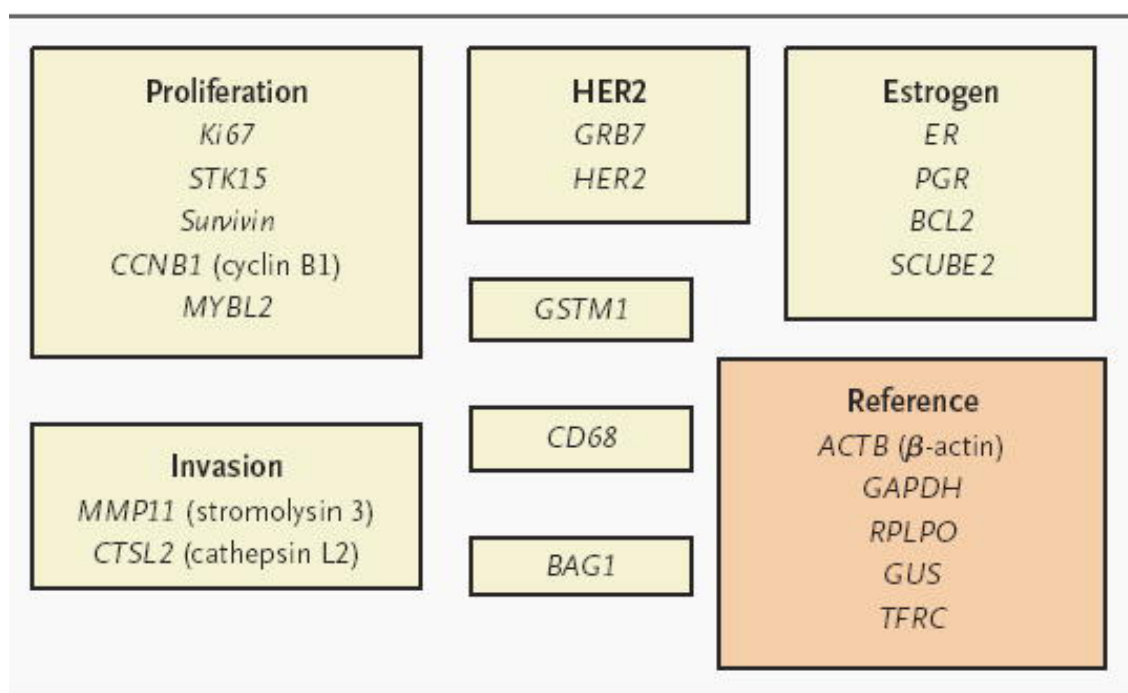 Proliferation
Ki67
STK15
Survivin
CCNB1 (cyclin B1)
MYBL2
HER2
GRB7
HER2
Estrogen
ER
PGR
BCL2
SCUBE2
GSTM1
CD68
BAG1
Invasion
MMP11 (stromolysin 3)
CTSL2 (cathepsin L2)
Reference
ACTB (β-actin)
GAPDH
RPLPO
GUS
TFRC